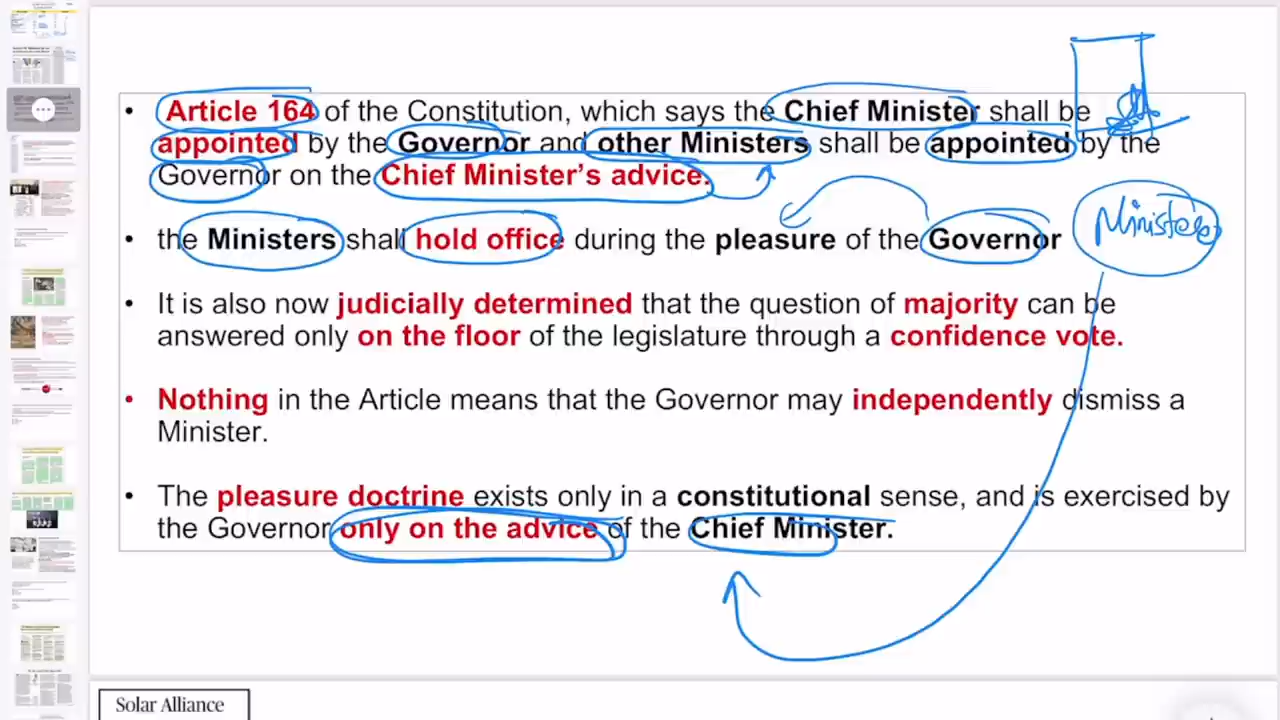 • Article 164 of the Constitution, which says the Chief Minister shall be
appointed by the Governor and other Ministers shall be appointed by the
Governor on the Chief Minister's advice.
• the Ministers shall hold office during the pleasure of the Governor
Ministers
• It is also now judicially determined that the question of majority can be
answered only on the floor of the legislature through a confidence vote.
• Nothing in the Article means that the Governor may independently dismiss a
Minister.
• The pleasure doctrine exists only in a constitutional sense, and is exercised by
the Governor only on the advice of the Chief Minister.
Solar Alliance